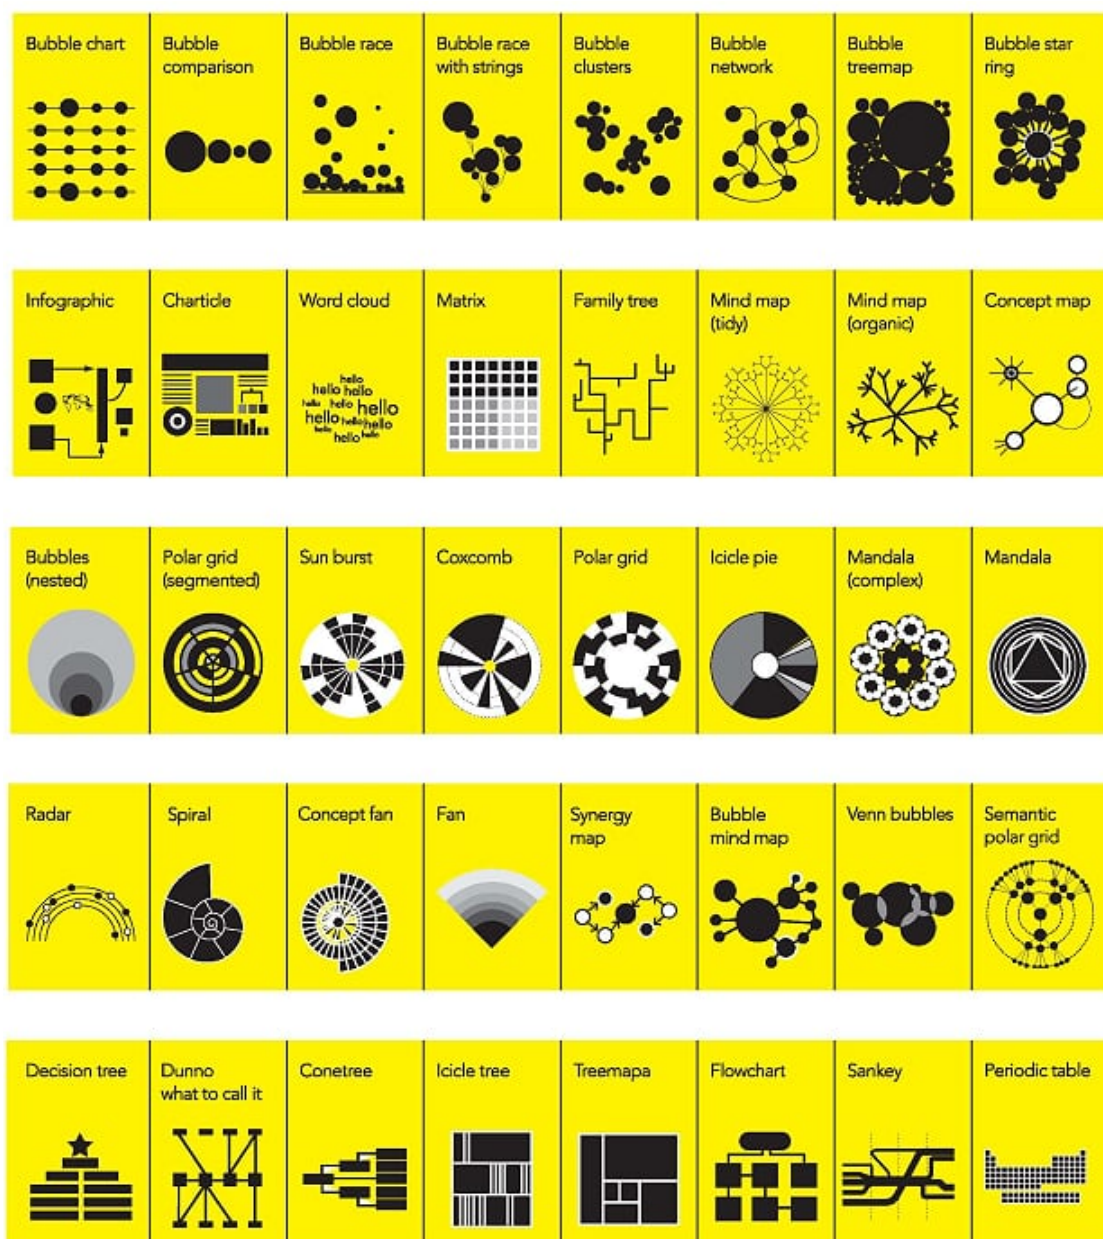 Bubble chart
Bubble
comparison
Bubble race
Bubble race
with strings
Bubble
clusters
Bubble
network
Bubble
treemap
Bubble star
ring
Infographic
Charticle
Word cloud
hello
hello hello
hello hello hello
hello hello hello
hello hello hello
Matrix
Family tree
Mind map
(tidy)
Mind map
(organic)
Concept map
Bubbles
(nested)
Polar grid
(segmented)
Sun burst
Coxcomb
Polar grid
Icicle pie
Mandala
(complex)
Mandala
Radar
Spiral
Concept fan
Fan
Synergy
map
Bubble
mind map
Venn bubbles
Semantic
polar grid
Decision tree
Dunno
what to call it
Conetree
Icicle tree
Treemapa
Flowchart
Sankey
Periodic table